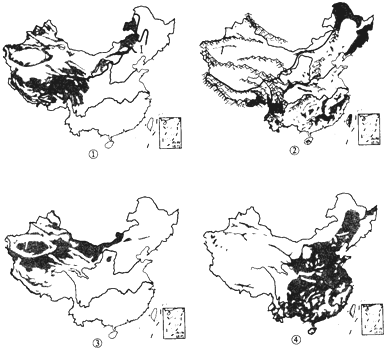 ①
②
③
④